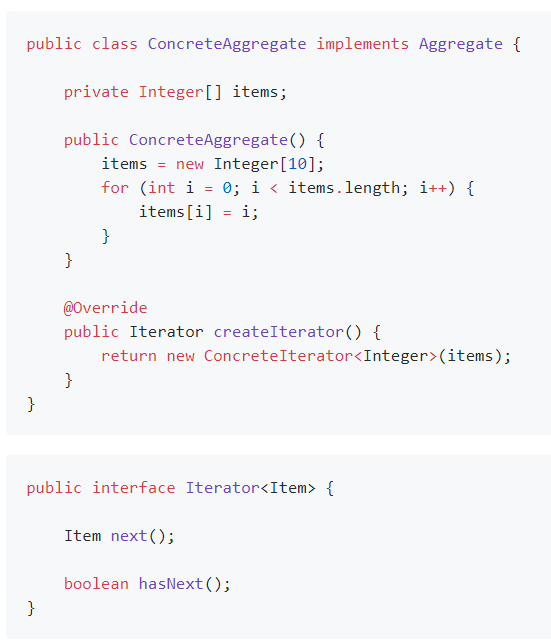 public class ConcreteAggregate implements Aggregate {
private Integer[] items;
public ConcreteAggregate() {
items = new Integer[10];
for (int i = 0; i < items.length; i++) {
items[i] = i;
}
}
@Override
public Iterator createIterator() {
return new ConcreteIterator<Integer>(items);
}
}
public interface Iterator<Item> {
Item next();
boolean hasNext();
}